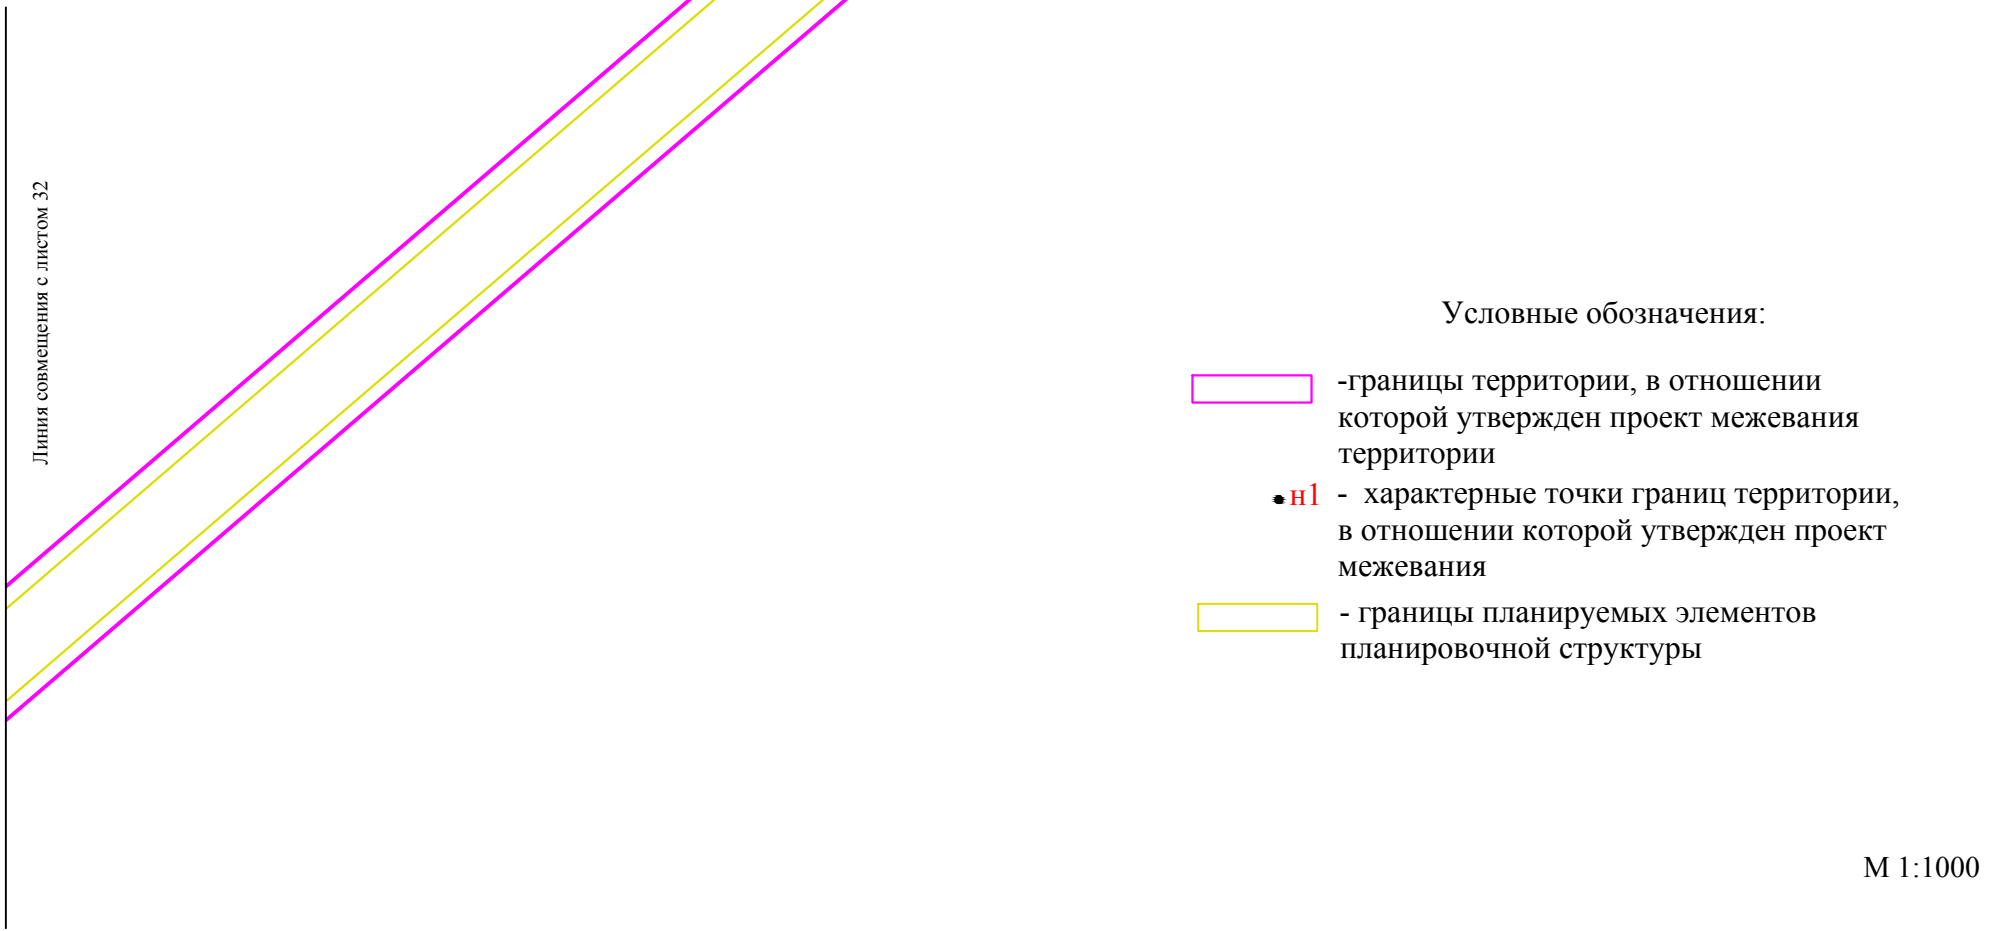 Линия совмещения с листом 32
Условные обозначения:
-границы территории, в отношении
которой утвержден проект межевания
территории
н1 - характерные точки границ территории,
в отношении которой утвержден проект
межевания
- границы планируемых элементов
планировочной структуры
М 1:1000